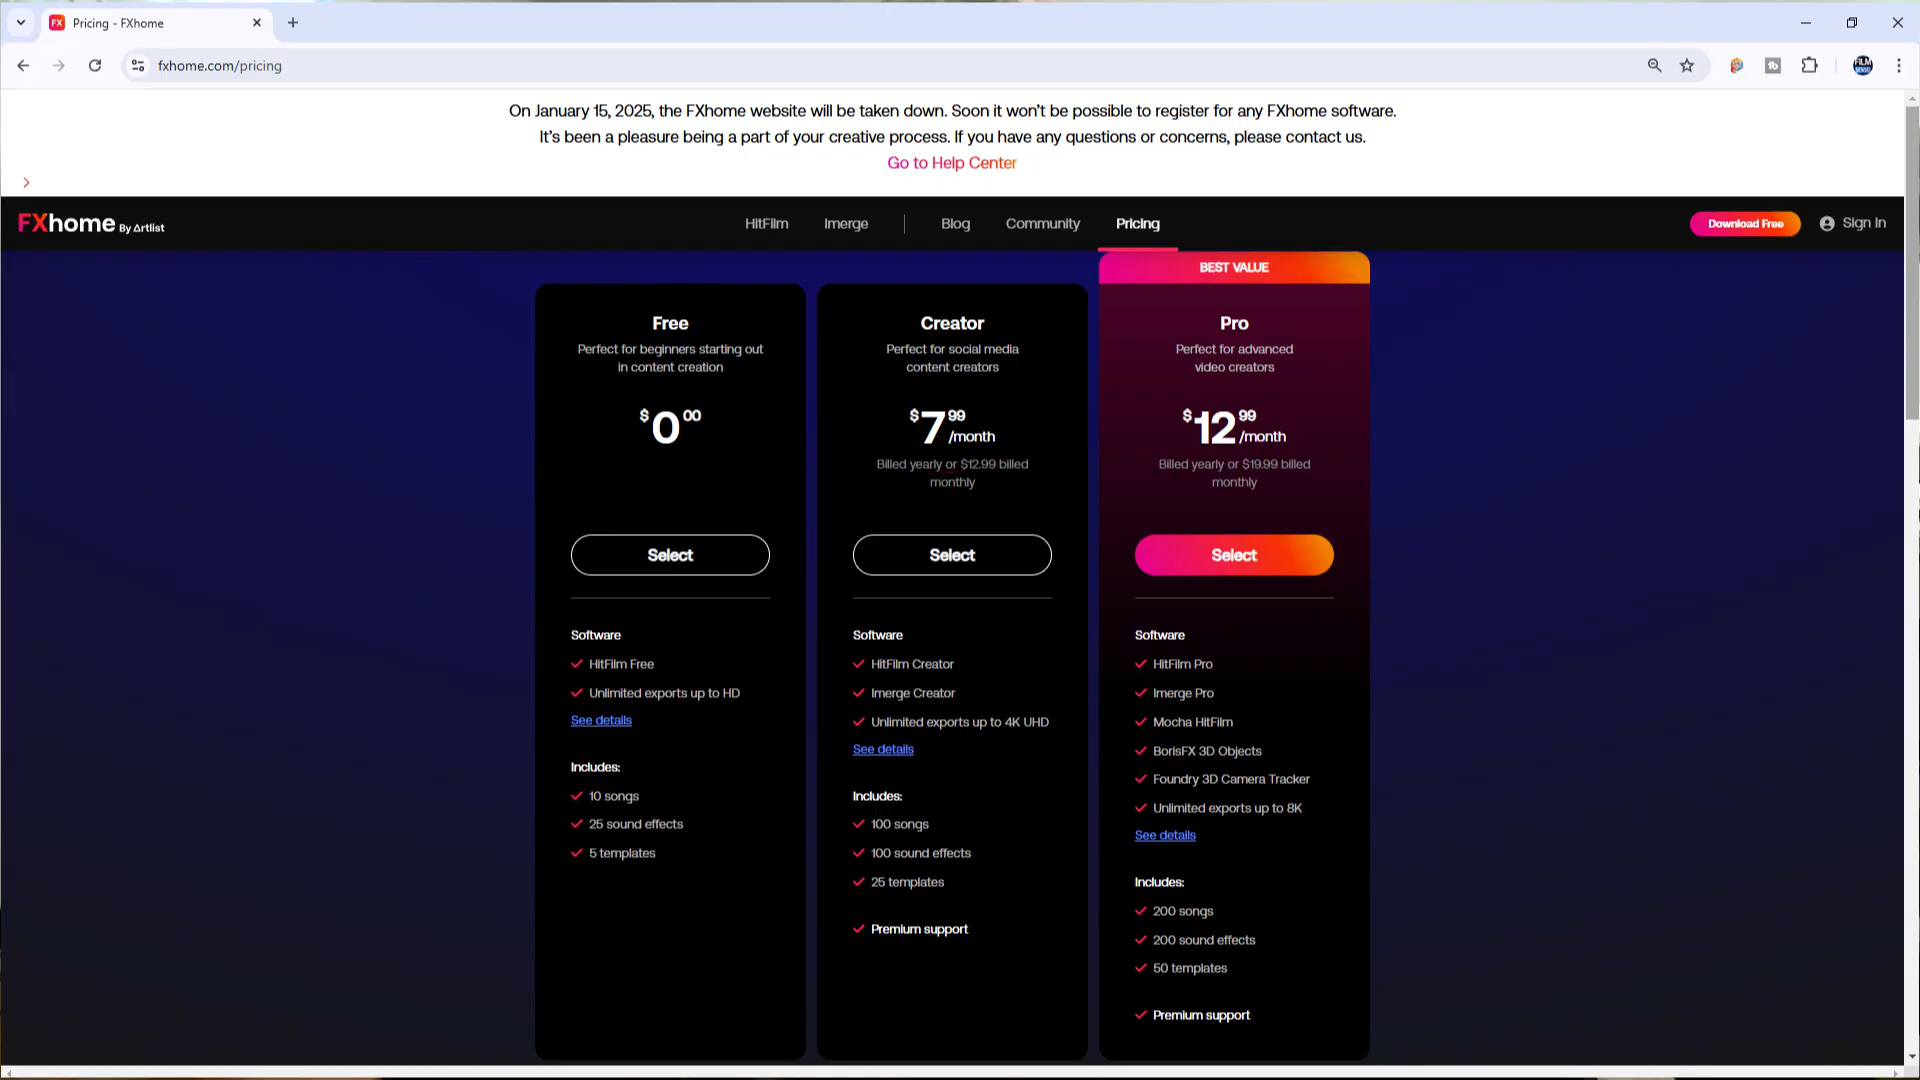 Pricing - FXhome
fxhome.com/pricing
On January 15, 2025, the FXhome website will be taken down. Soon it won't be possible to register for any FXhome software.
It's been a pleasure being a part of your creative process. If you have any questions or concerns, please contact us.
Go to Help Center
FXhome By Artlist
HitFilm
Imerge
Blog
Community
Pricing
Download Free
Sign In
Free
Perfect for beginners starting out
in content creation
$0 00
Select
Software
HitFilm Free
Unlimited exports up to HD
See details
Includes:
10 songs
25 sound effects
5 templates
Creator
Perfect for social media
content creators
$7 99 /month
Billed yearly or $12.99 billed
monthly
Select
Software
HitFilm Creator
Imerge Creator
Unlimited exports up to 4K UHD
See details
Includes:
100 songs
100 sound effects
25 templates
Premium support
BEST VALUE
Pro
Perfect for advanced
video creators
$12 99 /month
Billed yearly or $19.99 billed
monthly
Select
Software
HitFilm Pro
Imerge Pro
Mocha HitFilm
BorisFX 3D Objects
Foundry 3D Camera Tracker
Unlimited exports up to 8K
See details
Includes:
200 songs
200 sound effects
50 templates
Premium support